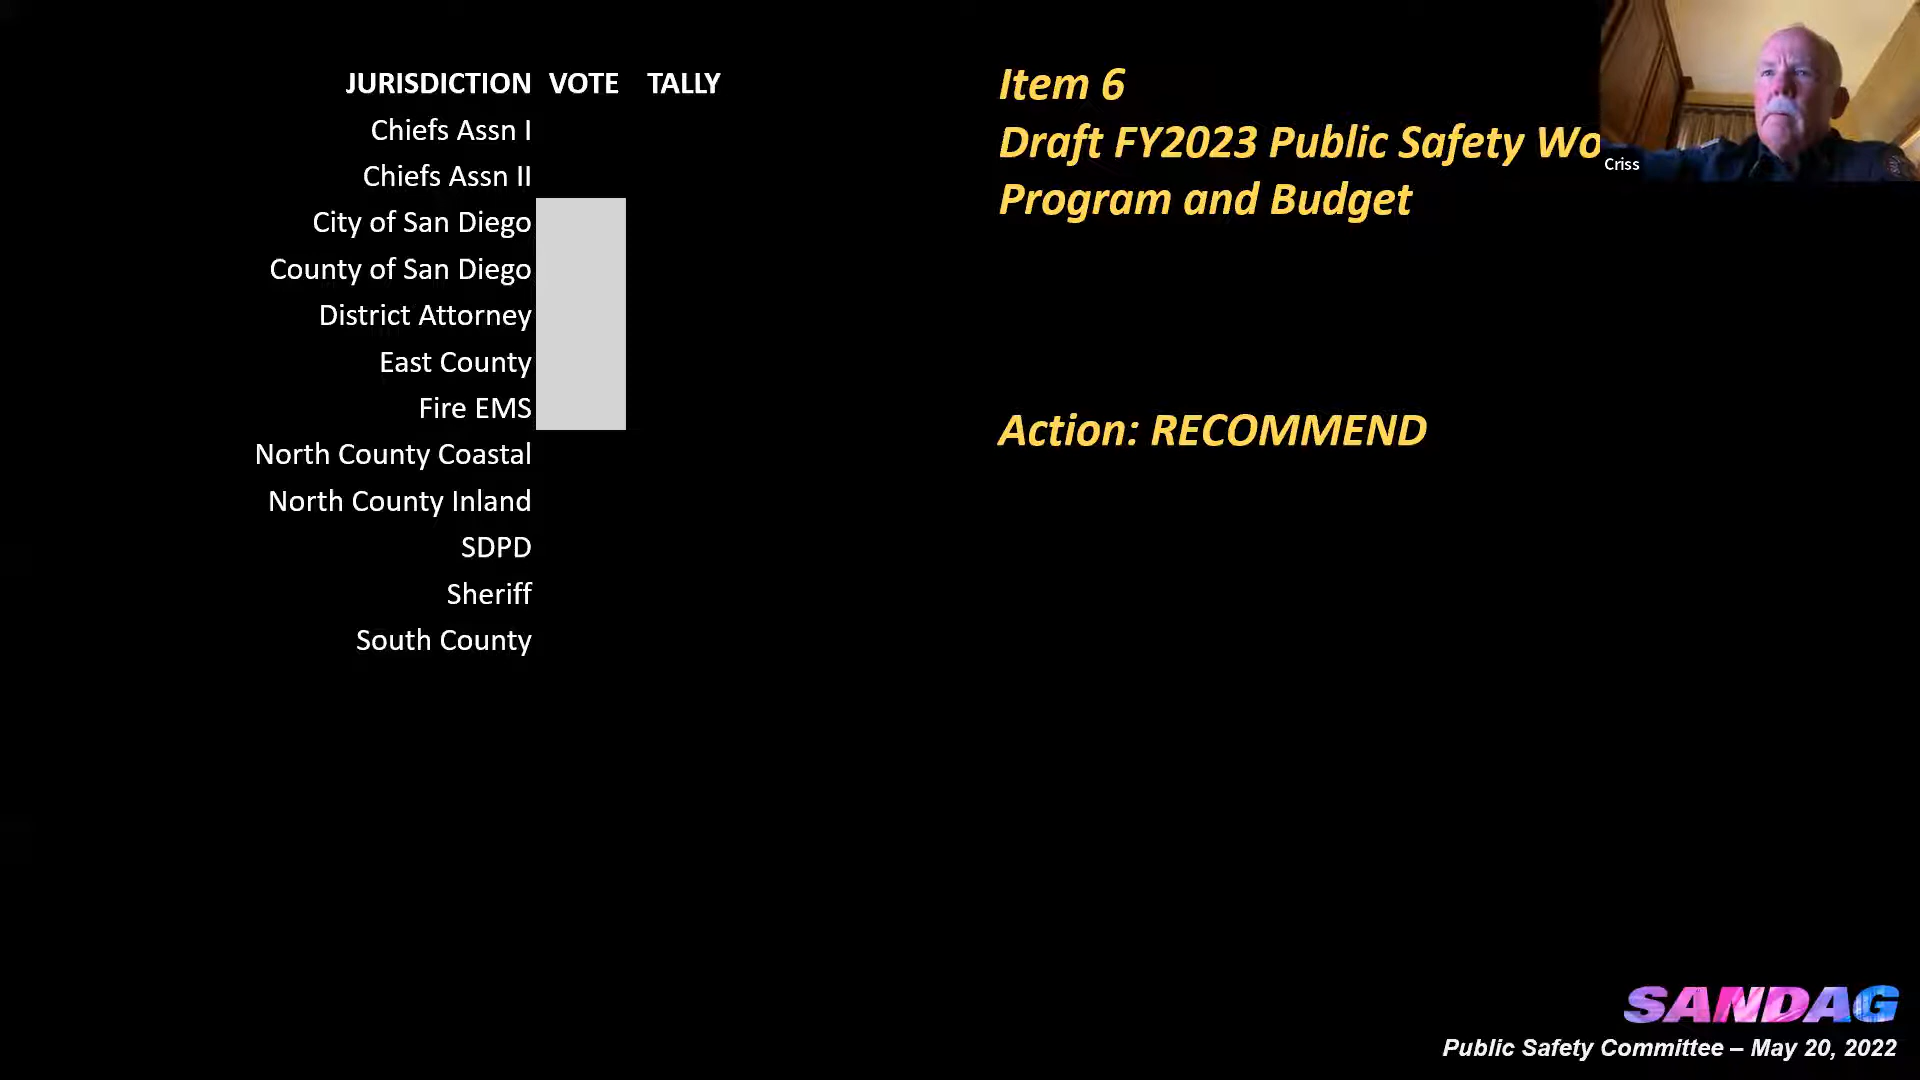 JURISDICTION VOTE TALLY
Chiefs Assn I
Chiefs Assn II
City of San Diego
County of San Diego
District Attorney
East County
Fire EMS
North County Coastal
North County Inland
SDPD
Sheriff
South County
Item 6
Draft FY2023 Public Safety Wo
Program and Budget
Action: RECOMMEND
Criss
SANDAG
Public Safety Committee – May 20, 2022